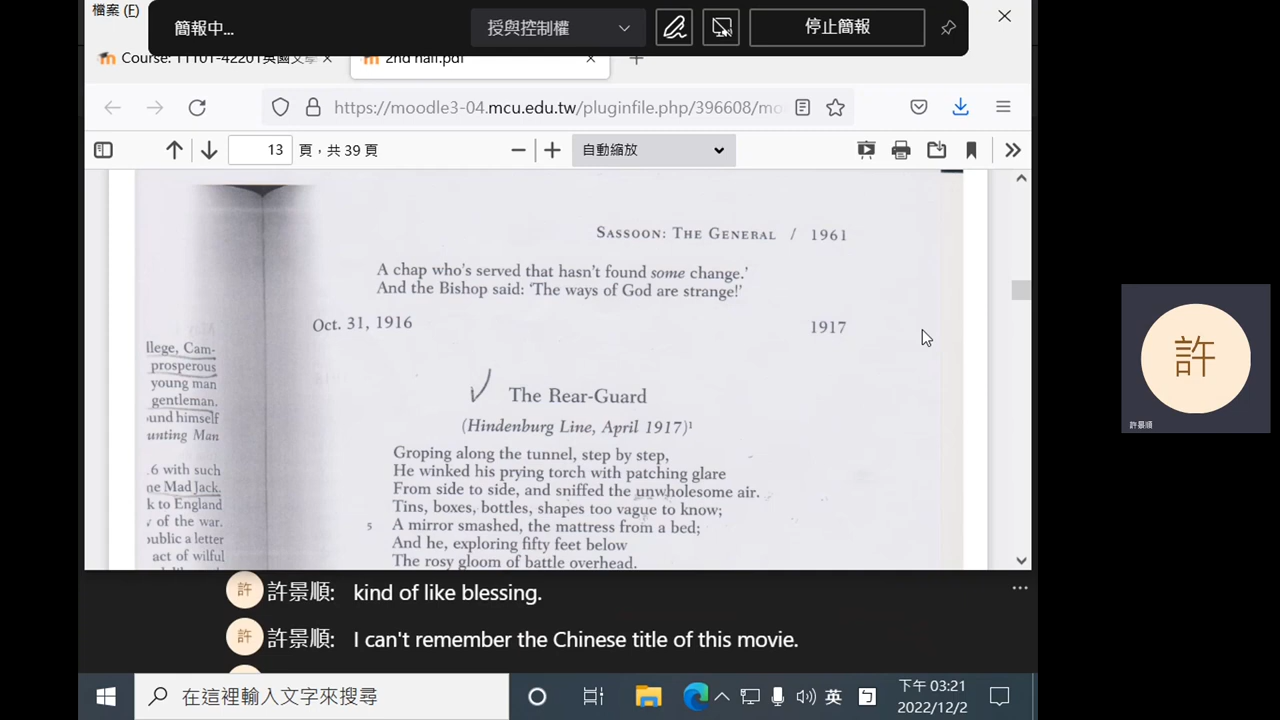 檔案 (F)
簡報中...
授與控制權
停止簡報
Course: 11101-42201英國文學
2nd half.pdf
https://moodle3-04.mcu.edu.tw/pluginfile.php/396608/mo
13 頁，共 39 頁
自動縮放
SASSOON: THE GENERAL / 1961
A chap who's served that hasn't found some change.'
And the Bishop said: 'The ways of God are strange!'
Oct. 31, 1916
1917
llege, Cam-
prosperous
young man
gentleman.
und himself
unting Man
.6 with such
ne Mad Jack.
k to England
of the war.
public a letter
act of wilful
The Rear-Guard
(Hindenburg Line, April 1917)¹
Groping along the tunnel, step by step,
He winked his prying torch with patching glare
From side to side, and sniffed the unwholesome air.
Tins, boxes, bottles, shapes too vague to know;
5 A mirror smashed, the mattress from a bed;
And he, exploring fifty feet below
The rosy gloom of battle overhead.
許
許景順
許 許景順: kind of like blessing.
許 許景順: I can't remember the Chinese title of this movie.
在這裡輸入文字來搜尋
英
下午 03:21
2022/12/2